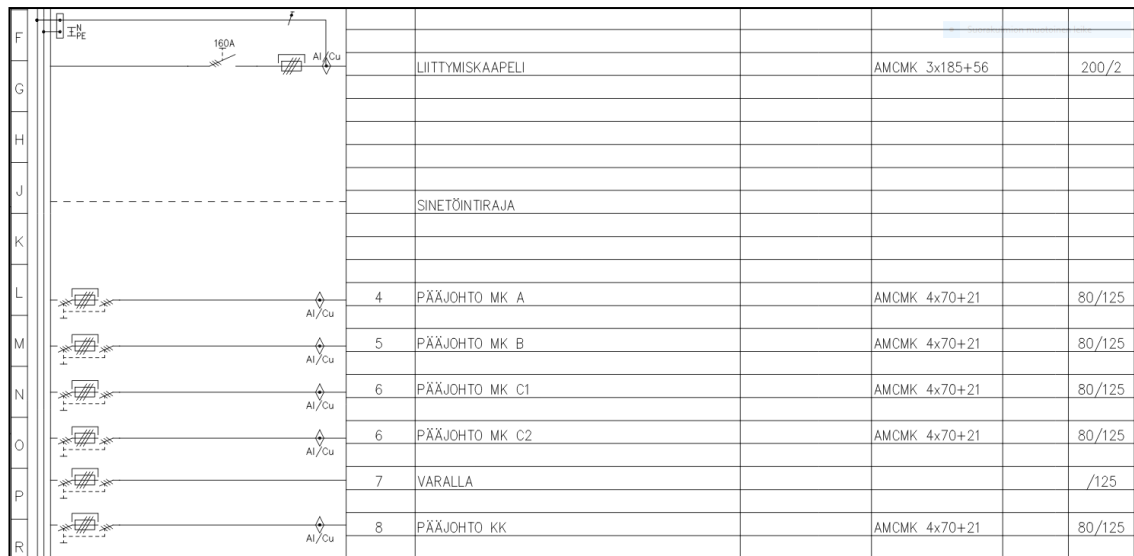 F
N
PE
160A
Al/Cu
LIITTYMISKAAPELI AMCMK 3x185+56 200/2
G
H
J
SINETÖINTIRAJA
K
L
4 PÄÄJOHTO MK A AMCMK 4x70+21 80/125
Al/Cu
M
5 PÄÄJOHTO MK B AMCMK 4x70+21 80/125
Al/Cu
N
6 PÄÄJOHTO MK C1 AMCMK 4x70+21 80/125
Al/Cu
O
6 PÄÄJOHTO MK C2 AMCMK 4x70+21 80/125
Al/Cu
P
7 VARALLA /125
8 PÄÄJOHTO KK AMCMK 4x70+21 80/125
Al/Cu
R